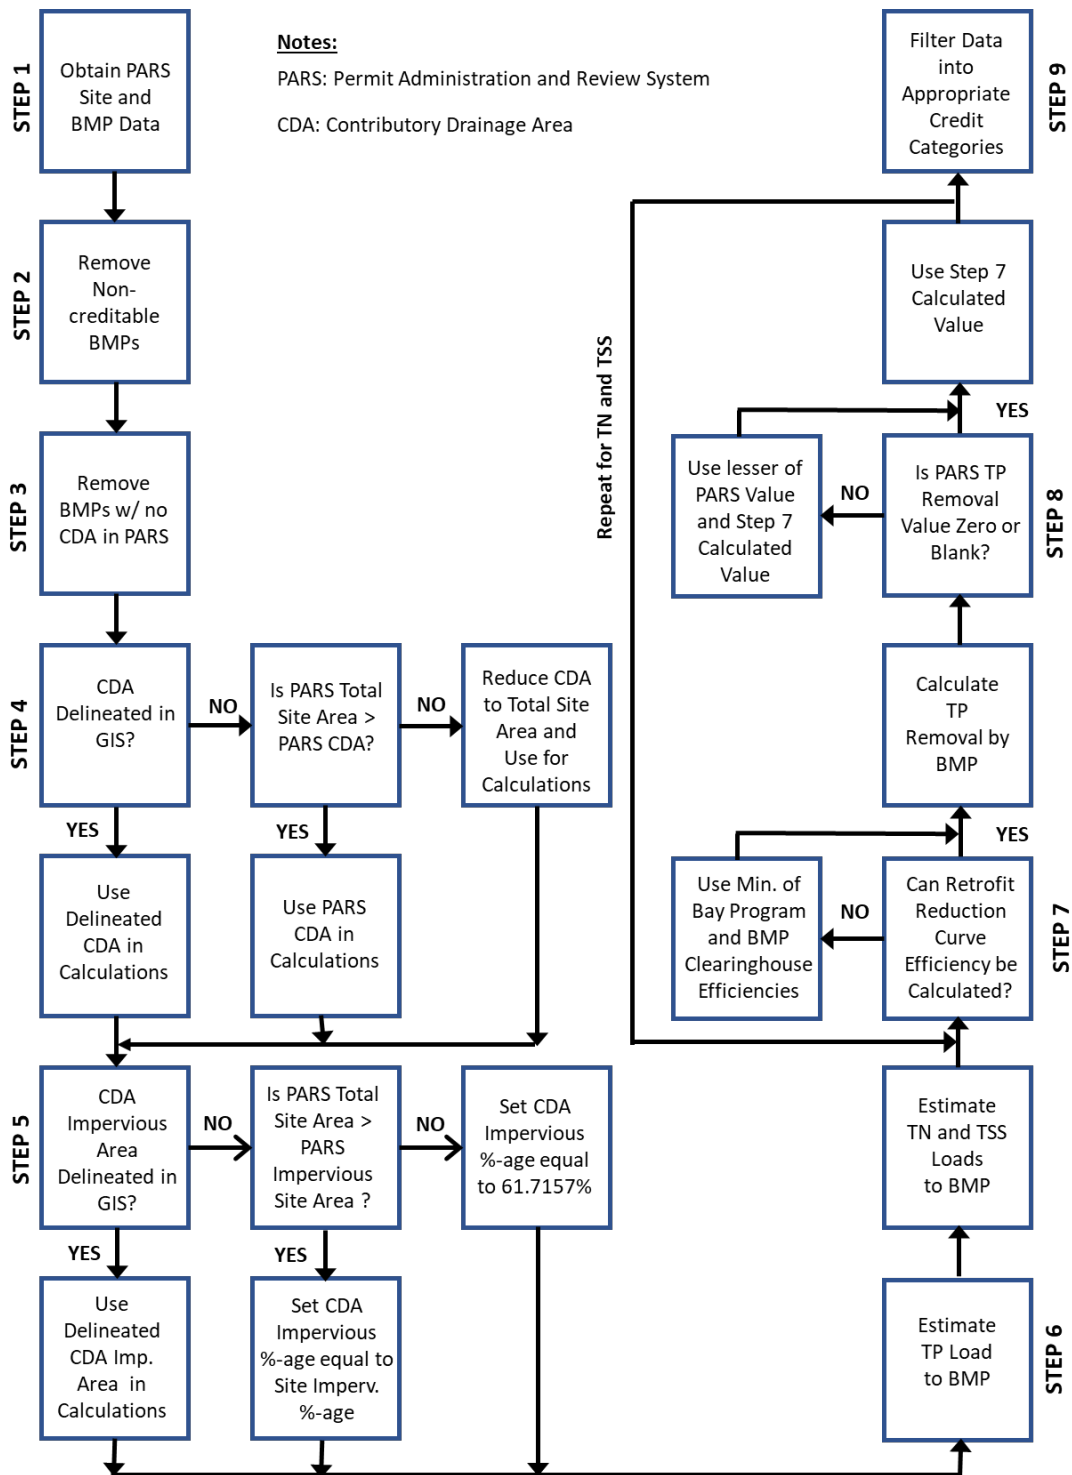 Notes:
PARS: Permit Administration and Review System
CDA: Contributory Drainage Area
STEP 1
Obtain PARS
Site and
BMP Data
STEP 2
Remove
Non-
creditable
BMPs
STEP 3
Remove
BMPs w/ no
CDA in PARS
STEP 4
CDA
Delineated in
GIS?
NO
Is PARS Total
Site Area >
PARS CDA?
NO
Reduce CDA
to Total Site
Area and
Use for
Calculations
YES
YES
Use
Delineated
CDA in
Calculations
Use PARS
CDA in
Calculations
STEP 5
CDA
Impervious
Area
Delineated in
GIS?
NO
Is PARS Total
Site Area >
PARS
Impervious
Site Area ?
NO
Set CDA
Impervious
%-age equal
to 61.7157%
YES
YES
Use
Delineated
CDA Imp.
Area in
Calculations
Set CDA
Impervious
%-age equal to
Site Imperv.
%-age
STEP 6
Estimate
TP Load
to BMP
Estimate
TN and TSS
Loads
to BMP
STEP 7
Can Retrofit
Reduction
Curve
Efficiency be
Calculated?
NO
Use Min. of
Bay Program
and BMP
Clearinghouse
Efficiencies
YES
Calculate
TP
Removal by
BMP
STEP 8
Is PARS TP
Removal
Value Zero or
Blank?
NO
Use lesser of
PARS Value
and Step 7
Calculated
Value
YES
Use Step 7
Calculated
Value
Repeat for TN and TSS
STEP 9
Filter Data
into
Appropriate
Credit
Categories